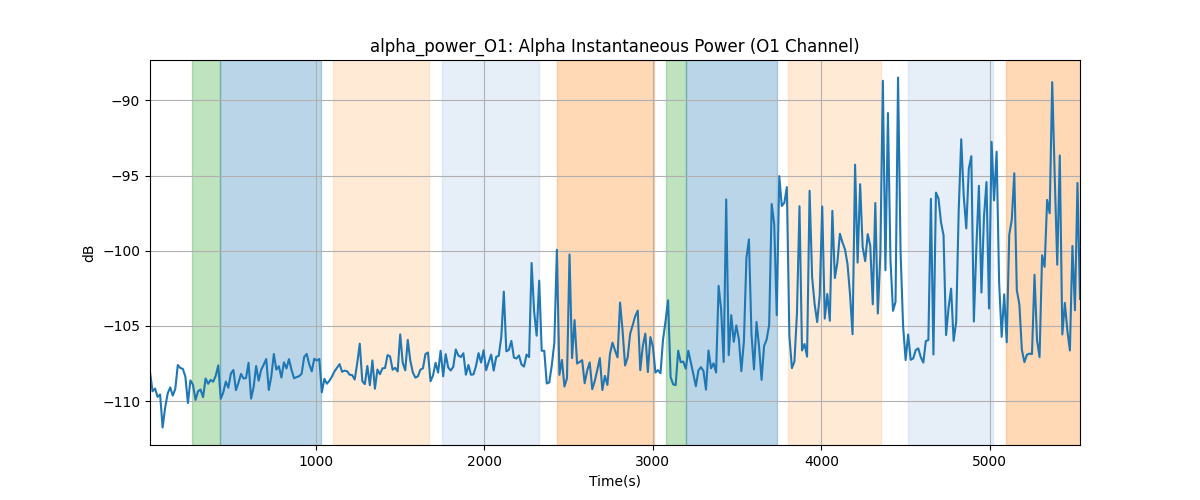 alpha_power_O1: Alpha Instantaneous Power (O1 Channel)
−90
−95
−100
−105
−110
dB
1000 2000 3000 4000 5000
Time(s)